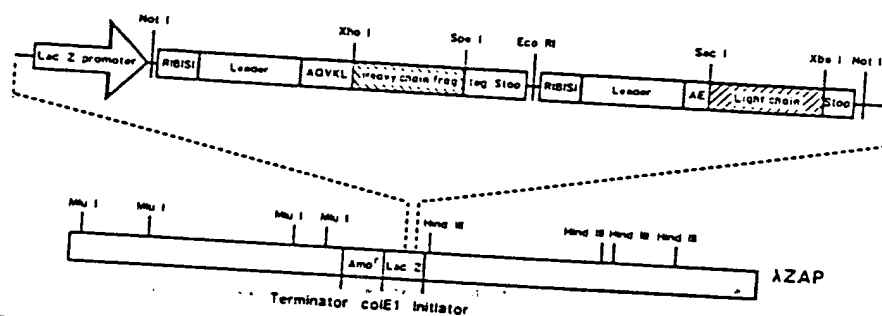 Not I Xho I Spe I Eco RI Sac I Xba I Not I
Lac Z promoter RIBISI Leader AQVKL Heavy chain frag tag Stop RIBISI Leader AE Light chain Stop
Mlu I Mlu I Mlu I Mlu I Hind III Hind III Hind III Hind III
Amp r Lac Z λZAP
Terminator colE1 Initiator